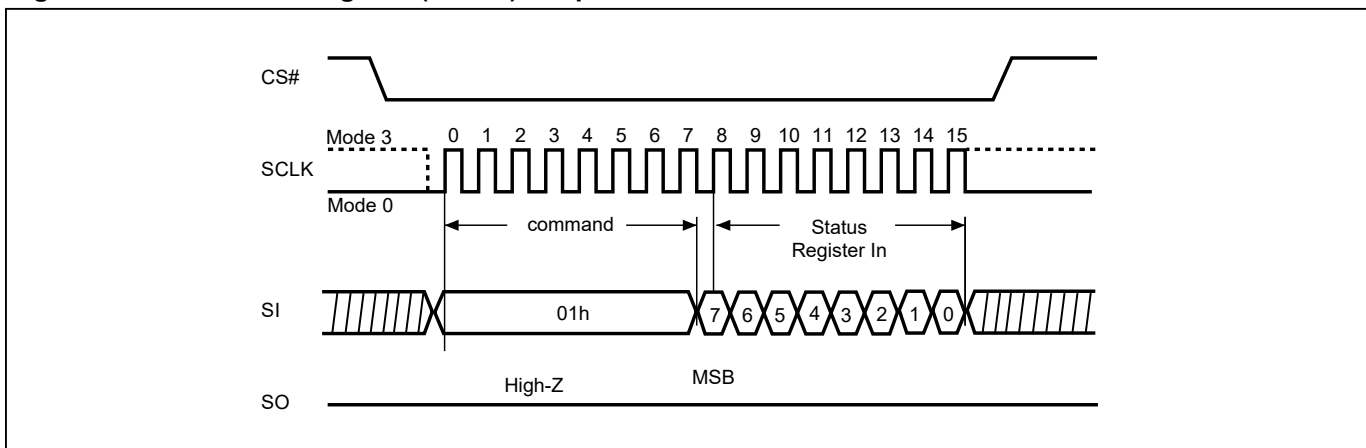 CS#
Mode 3
0 1 2 3 4 5 6 7 8 9 10 11 12 13 14 15
SCLK
Mode 0
command
Status
Register In
SI
01h
7 6 5 4 3 2 1 0
High-Z
MSB
SO